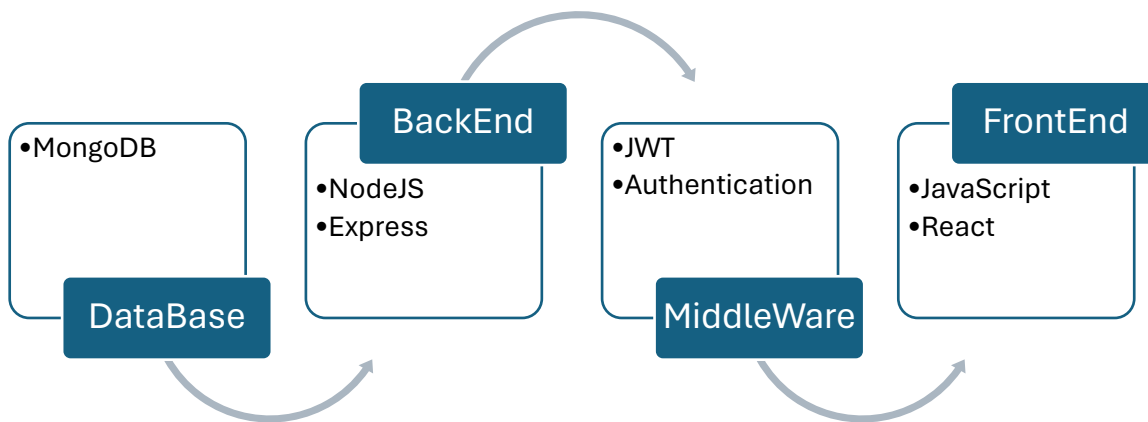 •MongoDB
DataBase
BackEnd
•NodeJS
•Express
•JWT
•Authentication
MiddleWare
FrontEnd
•JavaScript
•React